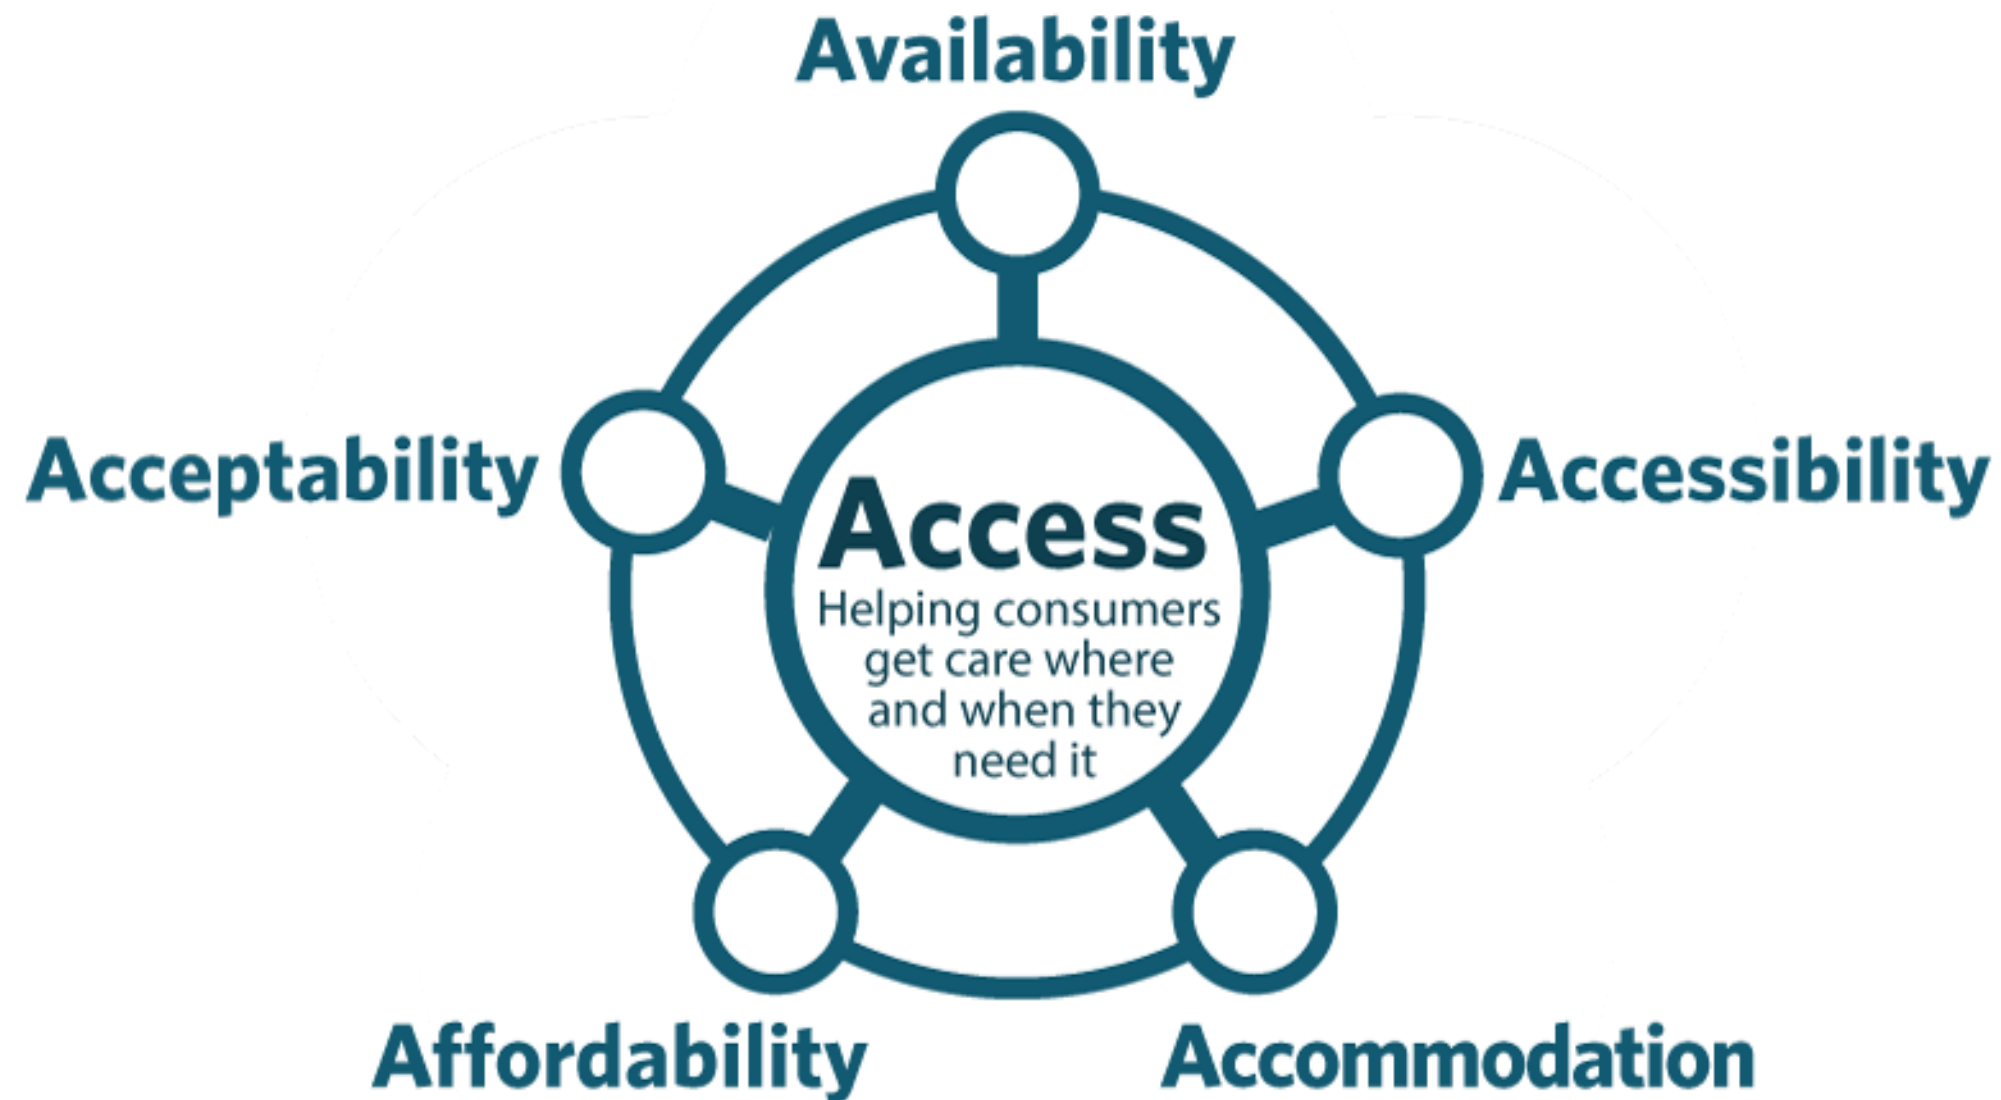 Availability
Acceptability
Accessibility
Access
Helping consumers
get care where
and when they
need it
Affordability
Accommodation